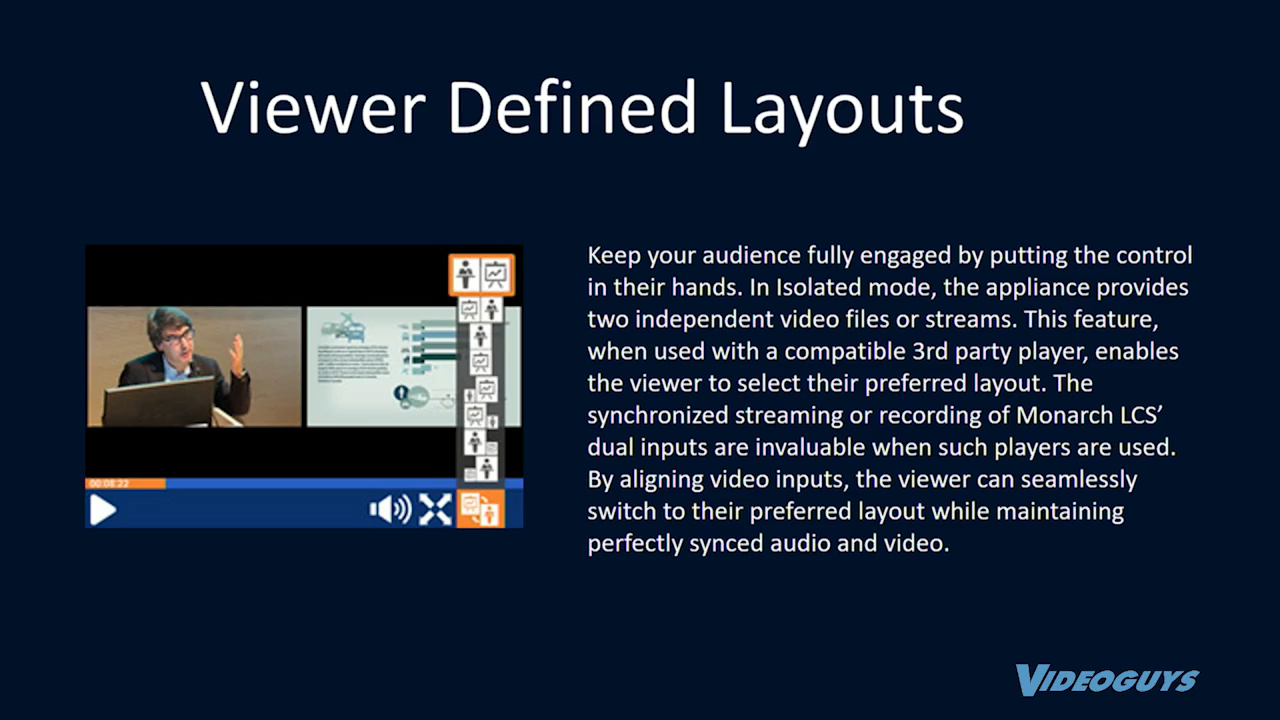 Viewer Defined Layouts
Keep your audience fully engaged by putting the control
in their hands. In Isolated mode, the appliance provides
two independent video files or streams. This feature,
when used with a compatible 3rd party player, enables
the viewer to select their preferred layout. The
synchronized streaming or recording of Monarch LCS’
dual inputs are invaluable when such players are used.
By aligning video inputs, the viewer can seamlessly
switch to their preferred layout while maintaining
perfectly synced audio and video.
00:08:22
VIDEOGUYS